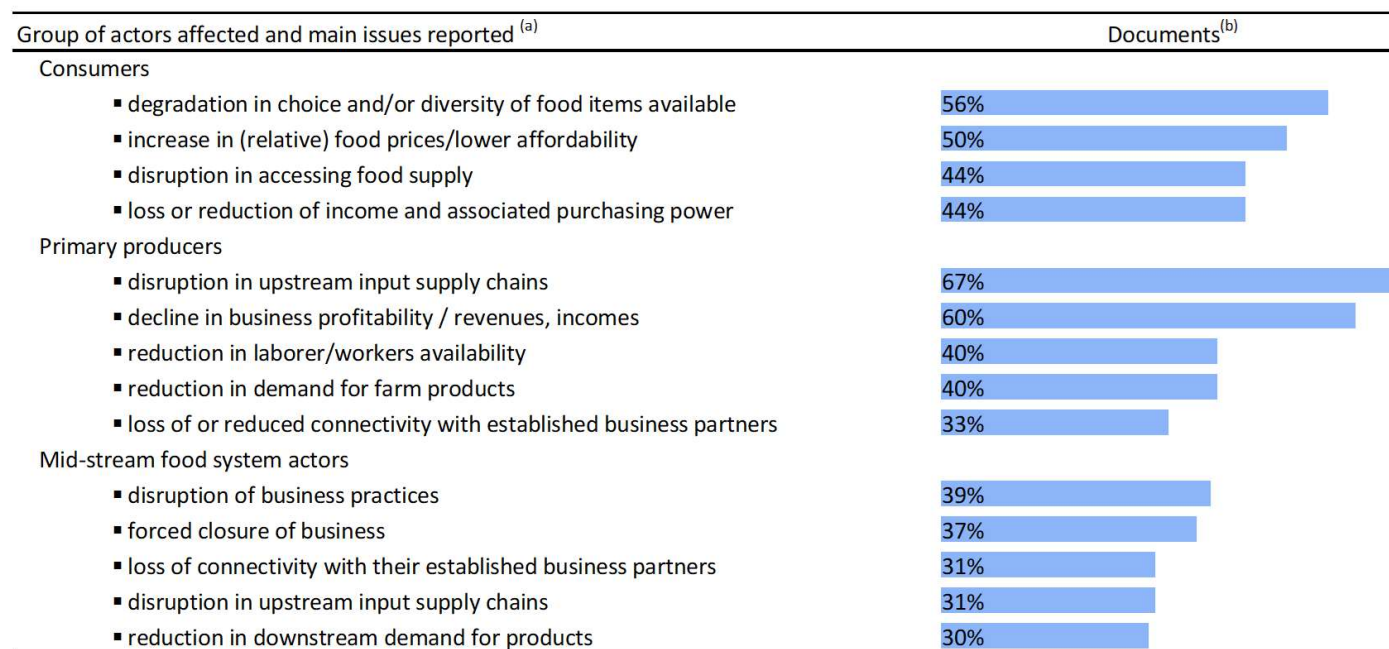 Group of actors affected and main issues reported (a) Documents(b)
Consumers
▪ degradation in choice and/or diversity of food items available 56%
▪ increase in (relative) food prices/lower affordability 50%
▪ disruption in accessing food supply 44%
▪ loss or reduction of income and associated purchasing power 44%
Primary producers
▪ disruption in upstream input supply chains 67%
▪ decline in business profitability / revenues, incomes 60%
▪ reduction in laborer/workers availability 40%
▪ reduction in demand for farm products 40%
▪ loss of or reduced connectivity with established business partners 33%
Mid-stream food system actors
▪ disruption of business practices 39%
▪ forced closure of business 37%
▪ loss of connectivity with their established business partners 31%
▪ disruption in upstream input supply chains 31%
▪ reduction in downstream demand for products 30%